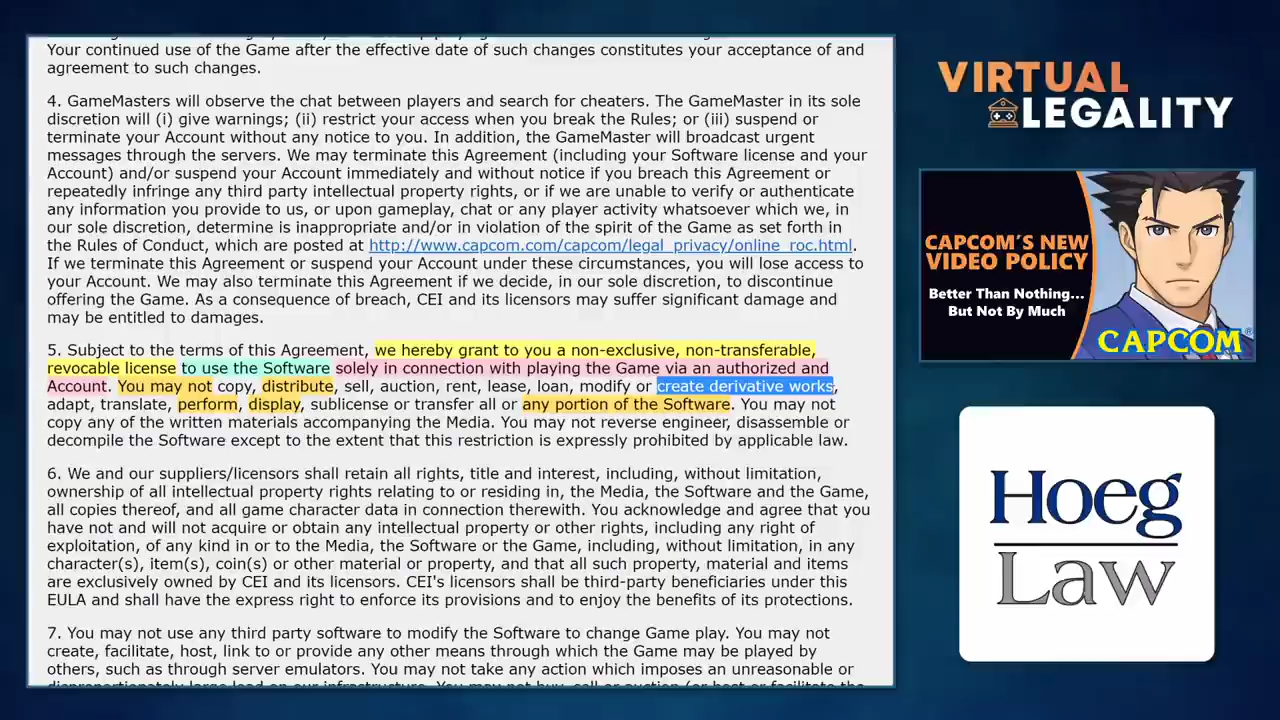 Your continued use of the Game after the effective date of such changes constitutes your acceptance of and
agreement to such changes.
4. GameMasters will observe the chat between players and search for cheaters. The GameMaster in its sole
discretion will (i) give warnings; (ii) restrict your access when you break the Rules; or (iii) suspend or
terminate your Account without any notice to you. In addition, the GameMaster will broadcast urgent
messages through the servers. We may terminate this Agreement (including your Software license and your
Account) and/or suspend your Account immediately and without notice if you breach this Agreement or
repeatedly infringe any third party intellectual property rights, or if we are unable to verify or authenticate
any information you provide to us, or upon gameplay, chat or any player activity whatsoever which we, in
our sole discretion, determine is inappropriate and/or in violation of the spirit of the Game as set forth in
the Rules of Conduct, which are posted at http://www.capcom.com/capcom/legal_privacy/online_roc.html.
If we terminate this Agreement or suspend your Account under these circumstances, you will lose access to
your Account. We may also terminate this Agreement if we decide, in our sole discretion, to discontinue
offering the Game. As a consequence of breach, CEI and its licensors may suffer significant damage and
may be entitled to damages.
5. Subject to the terms of this Agreement, we hereby grant to you a non-exclusive, non-transferable,
revocable license to use the Software solely in connection with playing the Game via an authorized and
Account. You may not copy, distribute, sell, auction, rent, lease, loan, modify or create derivative works,
adapt, translate, perform, display, sublicense or transfer all or any portion of the Software. You may not
copy any of the written materials accompanying the Media. You may not reverse engineer, disassemble or
decompile the Software except to the extent that this restriction is expressly prohibited by applicable law.
6. We and our suppliers/licensors shall retain all rights, title and interest, including, without limitation,
ownership of all intellectual property rights relating to or residing in, the Media, the Software and the Game,
all copies thereof, and all game character data in connection therewith. You acknowledge and agree that you
have not and will not acquire or obtain any intellectual property or other rights, including any right of
exploitation, of any kind in or to the Media, the Software or the Game, including, without limitation, in any
character(s), item(s), coin(s) or other material or property, and that all such property, material and items
are exclusively owned by CEI and its licensors. CEI's licensors shall be third-party beneficiaries under this
EULA and shall have the express right to enforce its provisions and to enjoy the benefits of its protections.
7. You may not use any third party software to modify the Software to change Game play. You may not
create, facilitate, host, link to or provide any other means through which the Game may be played by
others, such as through server emulators. You may not take any action which imposes an unreasonable or
VIRTUAL
LEGALITY
CAPCOM'S NEW
VIDEO POLICY
Better Than Nothing...
But Not By Much
CAPCOM
Hoeg
Law